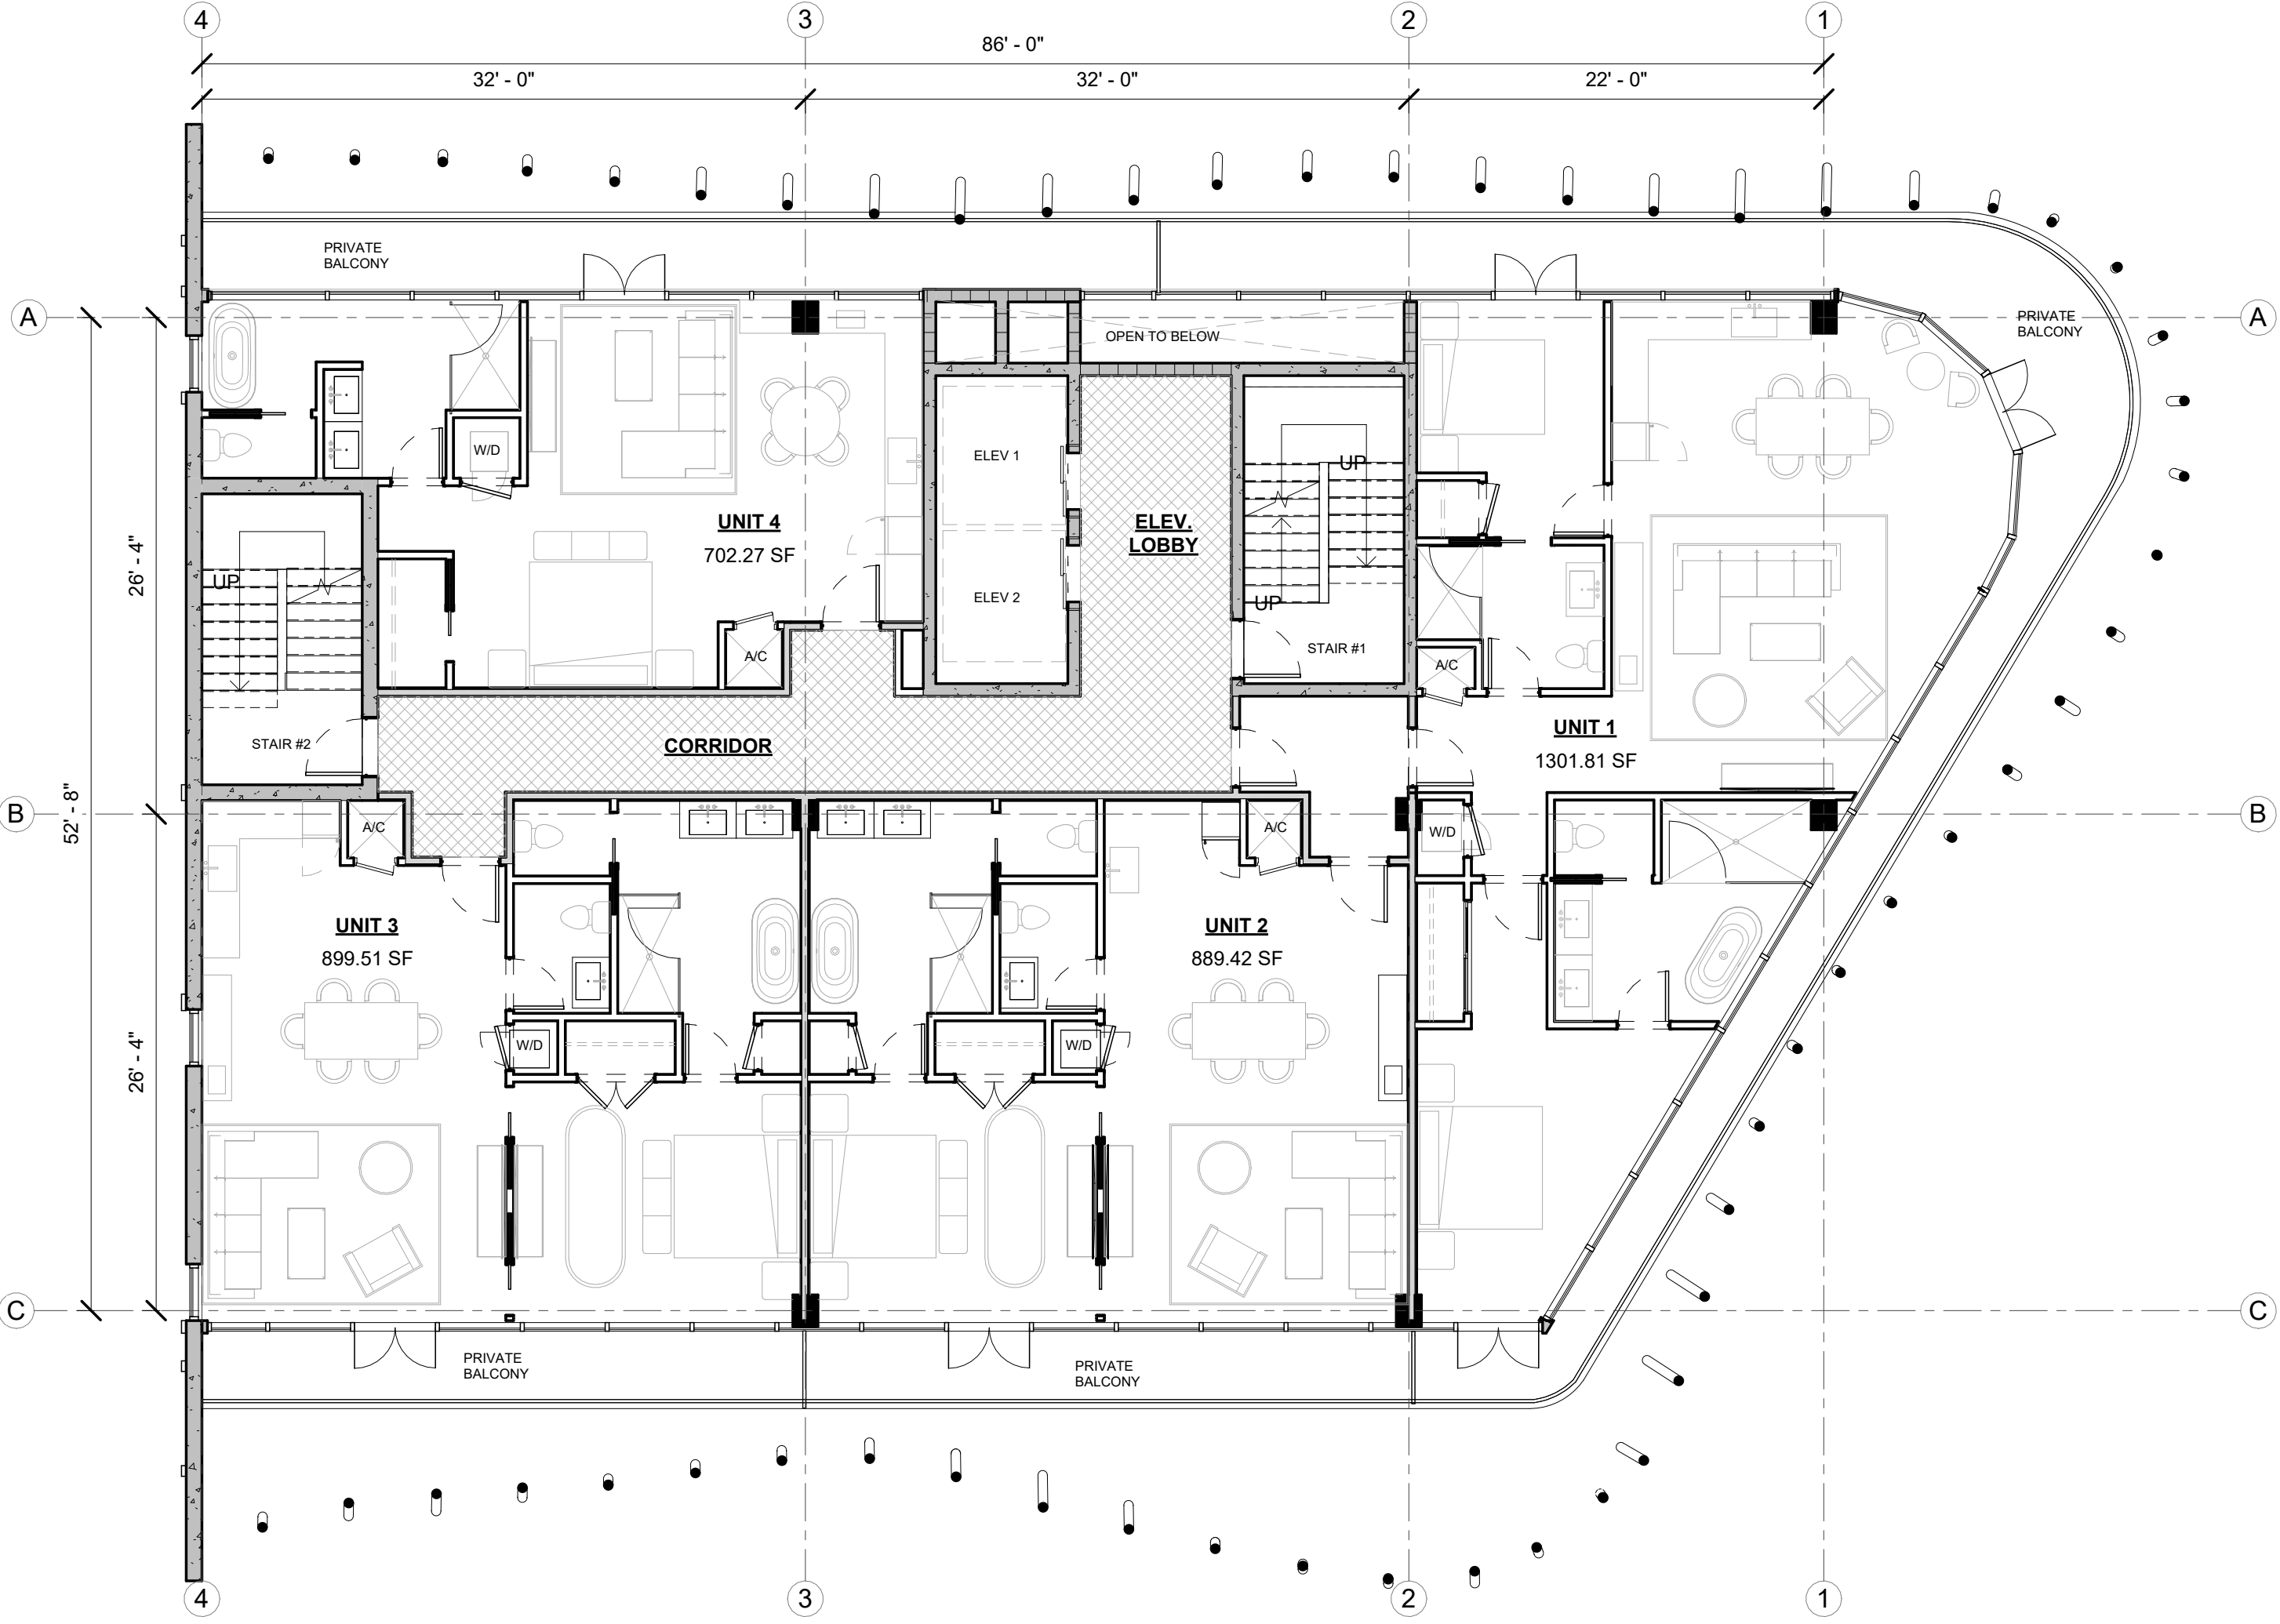 4
3
2
1
86' - 0"
32' - 0"
32' - 0"
22' - 0"
PRIVATE
BALCONY
A
OPEN TO BELOW
PRIVATE
BALCONY
A
W/D
ELEV 1
UP
UNIT 4
702.27 SF
ELEV.
LOBBY
26' - 4"
UP
ELEV 2
UP
STAIR #1
A/C
A/C
STAIR #2
CORRIDOR
UNIT 1
1301.81 SF
52' - 8"
B
A/C
A/C
W/D
B
UNIT 3
899.51 SF
UNIT 2
889.42 SF
26' - 4"
W/D
W/D
C
C
PRIVATE
BALCONY
PRIVATE
BALCONY
4
3
2
1